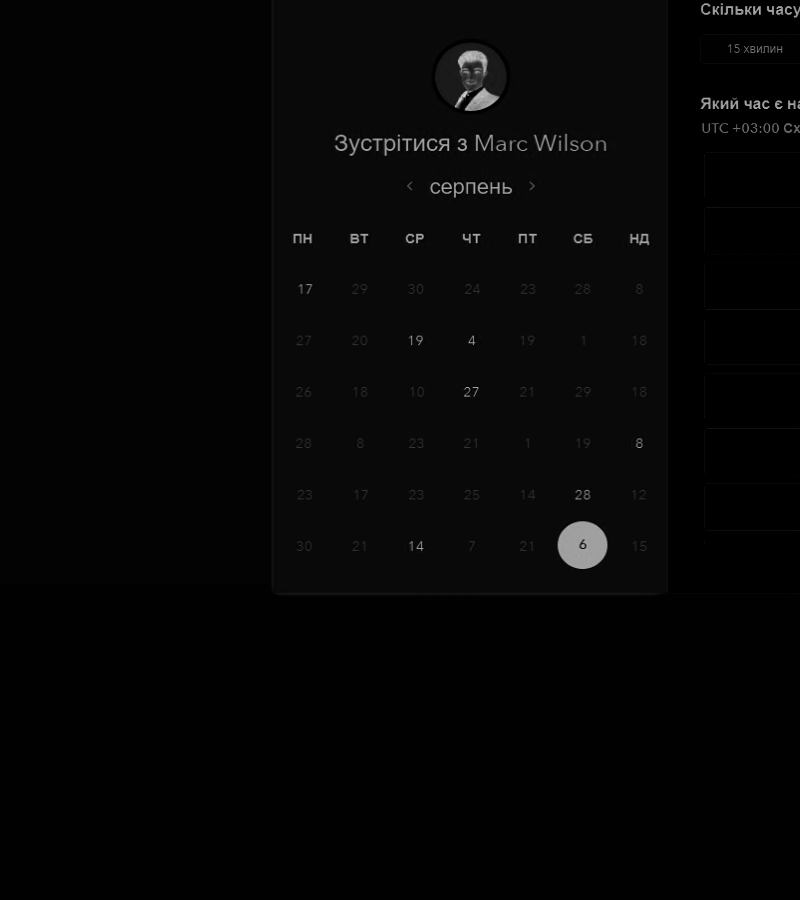 Зустрітися з Marc Wilson
серпень
ПН ВТ СР ЧТ ПТ СБ НД
17 29 30 24 23 28 8
27 20 19 4 19 1 18
26 18 10 27 21 29 18
28 8 23 21 1 19 8
23 17 23 25 14 28 12
30 21 14 7 21 6 15
Скільки часу
15 хвилин
Який час є
UTC +03:00